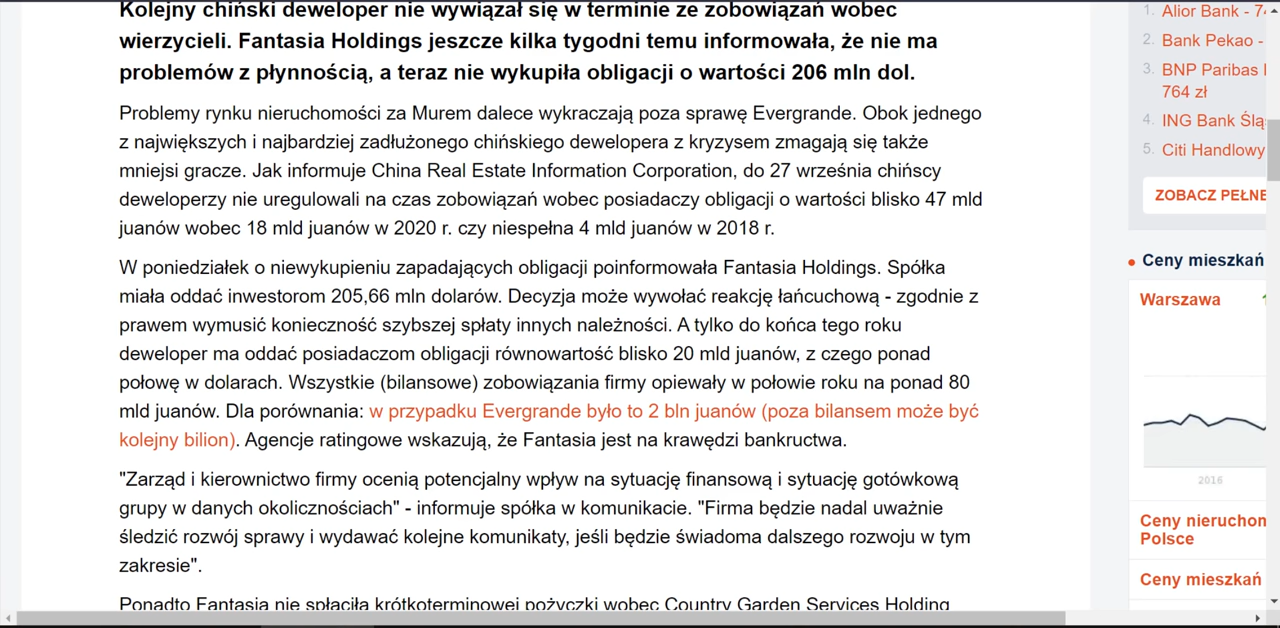 Kolejny chiński deweloper nie wywiązał się w terminie ze zobowiązań wobec
wierzycieli. Fantasia Holdings jeszcze kilka tygodni temu informowała, że nie ma
problemów z płynnością, a teraz nie wykupiła obligacji o wartości 206 mln dol.
Problemy rynku nieruchomości za Murem dalece wykraczają poza sprawę Evergrande. Obok jednego
z największych i najbardziej zadłużonego chińskiego dewelopera z kryzysem zmagają się także
mniejsi gracze. Jak informuje China Real Estate Information Corporation, do 27 września chińscy
deweloperzy nie uregulowali na czas zobowiązań wobec posiadaczy obligacji o wartości blisko 47 mld
juanów wobec 18 mld juanów w 2020 r. czy niespełna 4 mld juanów w 2018 r.
W poniedziałek o niewykupieniu zapadających obligacji poinformowała Fantasia Holdings. Spółka
miała oddać inwestorom 205,66 mln dolarów. Decyzja może wywołać reakcję łańcuchową - zgodnie z
prawem wymusić konieczność szybszej spłaty innych należności. A tylko do końca tego roku
deweloper ma oddać posiadaczom obligacji równowartość blisko 20 mld juanów, z czego ponad
połowę w dolarach. Wszystkie (bilansowe) zobowiązania firmy opiewały w połowie roku na ponad 80
mld juanów. Dla porównania: w przypadku Evergrande było to 2 bln juanów (poza bilansem może być
kolejny bilion). Agencje ratingowe wskazują, że Fantasia jest na krawędzi bankructwa.
"Zarząd i kierownictwo firmy ocenią potencjalny wpływ na sytuację finansową i sytuację gotówkową
grupy w danych okolicznościach" - informuje spółka w komunikacie. "Firma będzie nadal uważnie
śledzić rozwój sprawy i wydawać kolejne komunikaty, jeśli będzie świadoma dalszego rozwoju w tym
zakresie".
Ponadto Fantasia nie spłaciła krótkoterminowej pożyczki wobec Country Garden Services Holding
1. Alior Bank - 7
2. Bank Pekao -
3. BNP Paribas
764 zł
4. ING Bank Ślą
5. Citi Handlowy
ZOBACZ PEŁNE
Ceny mieszkań
Warszawa
2016
Ceny nieruchom
Polsce
Ceny mieszkań